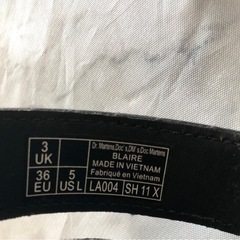 3
UK
36
EU
5
US L
Dr. Martens, Doc's, DM's Doc Martens
BLAIRE
MADE IN VIETNAM
Fabriqué en Vietnam
LA004
SH 11 X